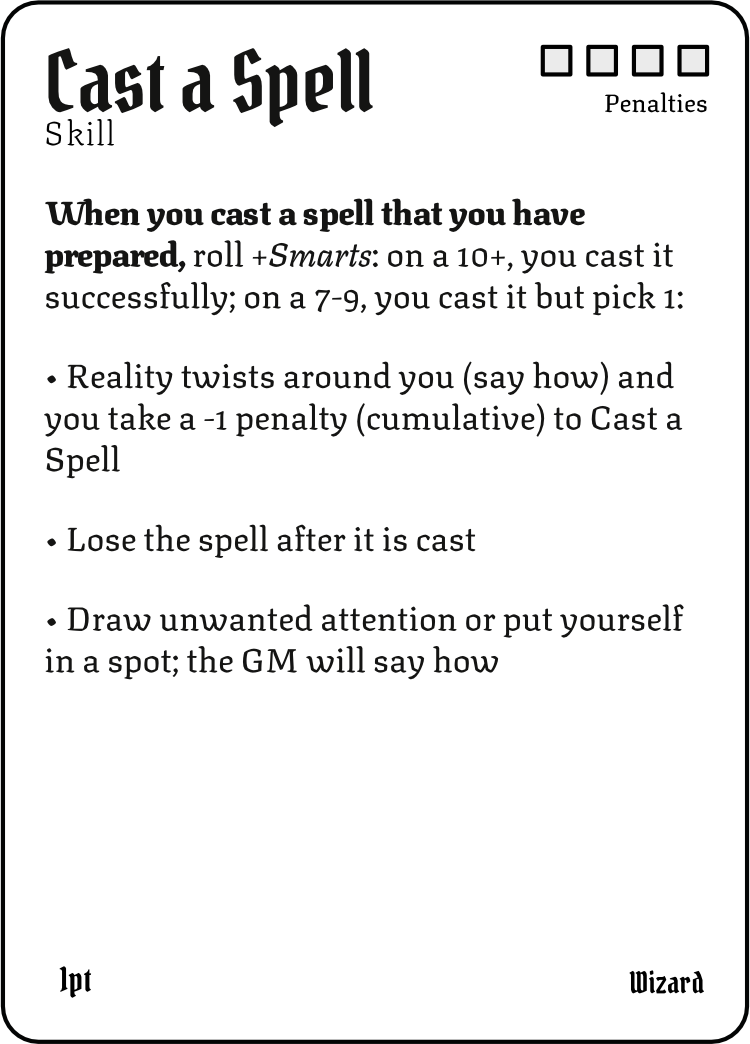 Cast a Spell
Penalties
Skill
When you cast a spell that you have
prepared, roll +Smarts: on a 10+, you cast it
successfully; on a 7-9, you cast it but pick 1:
• Reality twists around you (say how) and
you take a -1 penalty (cumulative) to Cast a
Spell
• Lose the spell after it is cast
• Draw unwanted attention or put yourself
in a spot; the GM will say how
1pt
Wizard